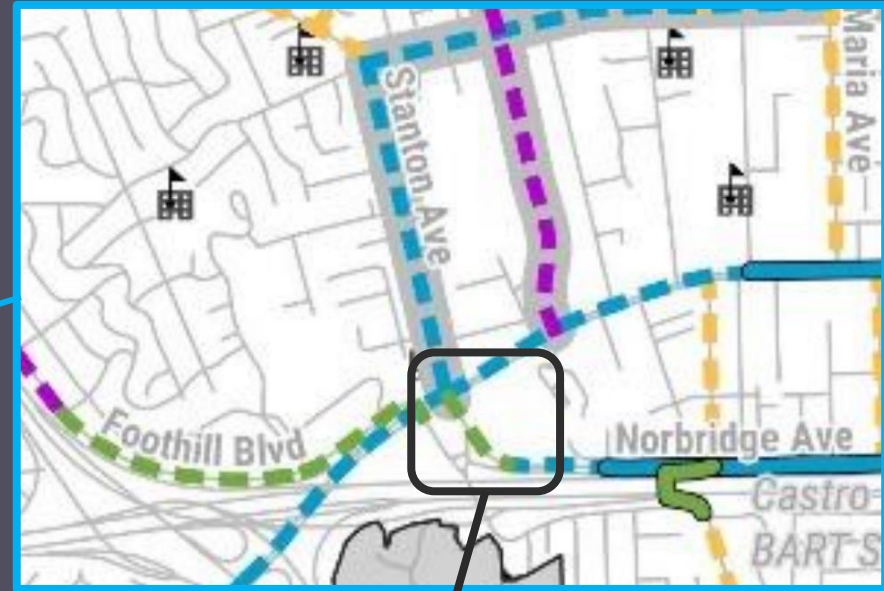 Maria Ave
Stanton Ave
Foothill Blvd
Norbridge Ave
Castro
BART S